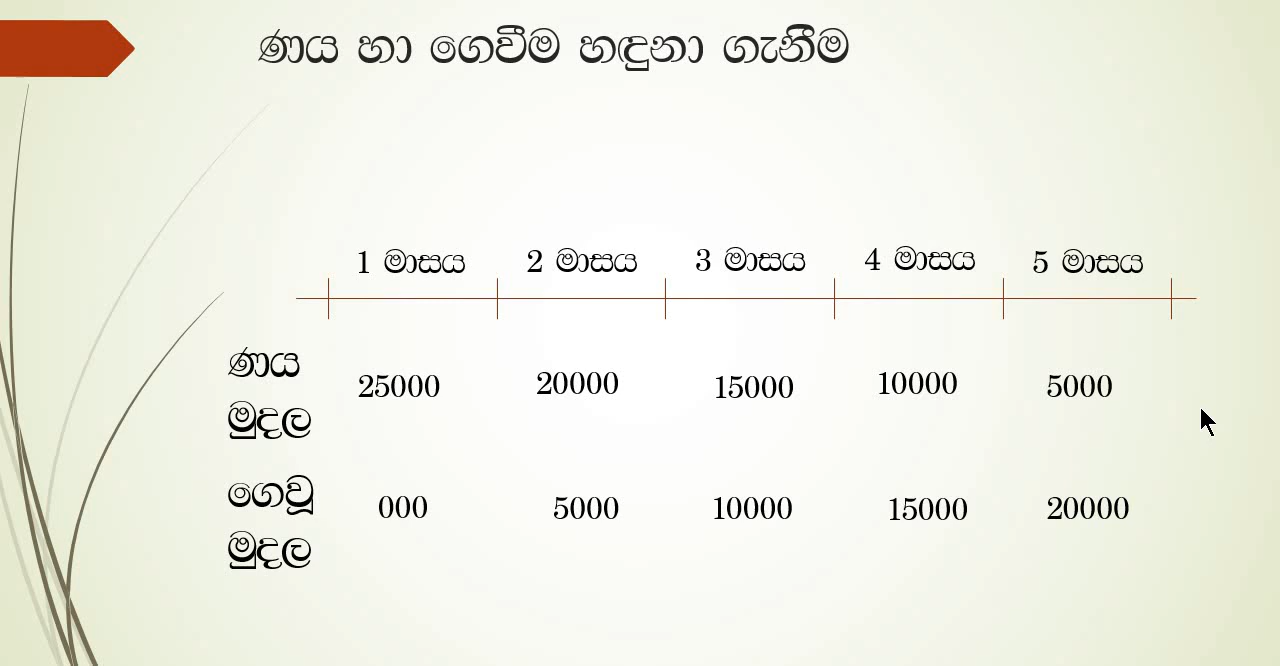 ණය හා ගෙවීම හඳුනා ගැනීම
1 මාසය 2 මාසය 3 මාසය 4 මාසය 5 මාසය
ණය
මුදල
25000 20000 15000 10000 5000
ගෙවූ
මුදල
000 5000 10000 15000 20000